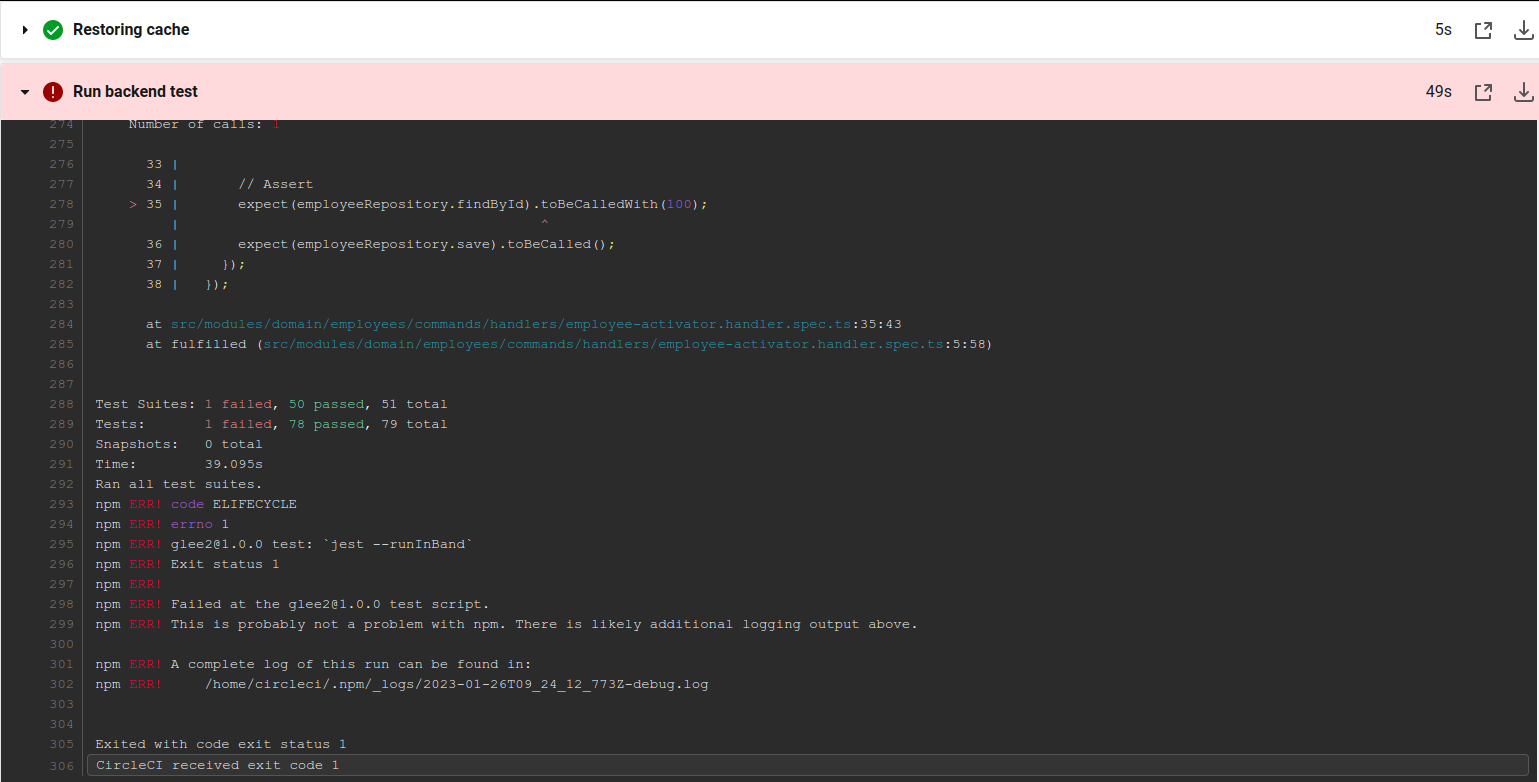 Restoring cache 5s
Run backend test 49s
274 Number of calls: 1
275
276 33 |
277 34 | // Assert
278 > 35 | expect(employeeRepository.findById).toBeCalledWith(100);
279 | ^
280 36 | expect(employeeRepository.save).toBeCalled();
281 37 | });
282 38 | });
283
284 at src/modules/domain/employees/commands/handlers/employee-activator.handler.spec.ts:35:43
285 at fulfilled (src/modules/domain/employees/commands/handlers/employee-activator.handler.spec.ts:5:58)
286
287
288 Test Suites: 1 failed, 50 passed, 51 total
289 Tests: 1 failed, 78 passed, 79 total
290 Snapshots: 0 total
291 Time: 39.095s
292 Ran all test suites.
293 npm ERR! code ELIFECYCLE
294 npm ERR! errno 1
295 npm ERR! glee2@1.0.0 test: `jest --runInBand`
296 npm ERR! Exit status 1
297 npm ERR!
298 npm ERR! Failed at the glee2@1.0.0 test script.
299 npm ERR! This is probably not a problem with npm. There is likely additional logging output above.
300
301 npm ERR! A complete log of this run can be found in:
302 npm ERR! /home/circleci/.npm/_logs/2023-01-26T09_24_12_773Z-debug.log
303
304
305 Exited with code exit status 1
306 CircleCI received exit code 1